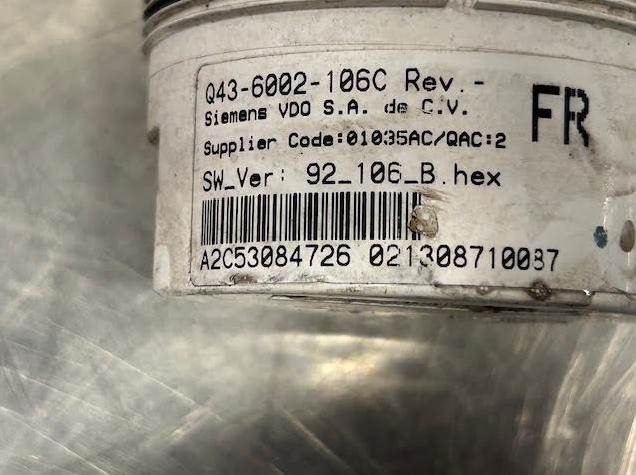 Q43-6002-106C Rev.-
Siemens VDO S.A. de C.V.
FR
Supplier Code:01035AC/QAC:2
SW_Ver: 92_106_B.hex
A2C53084726 021308710087